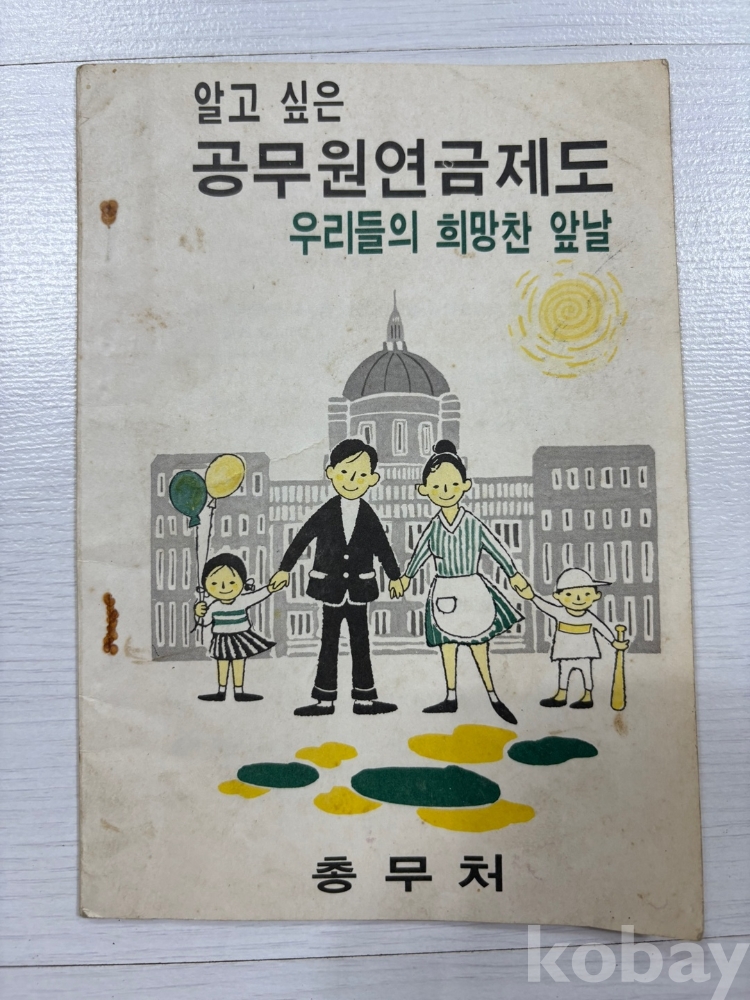 알고 싶은
공무원연금제도
우리들의 희망찬 앞날
총무처
kobay